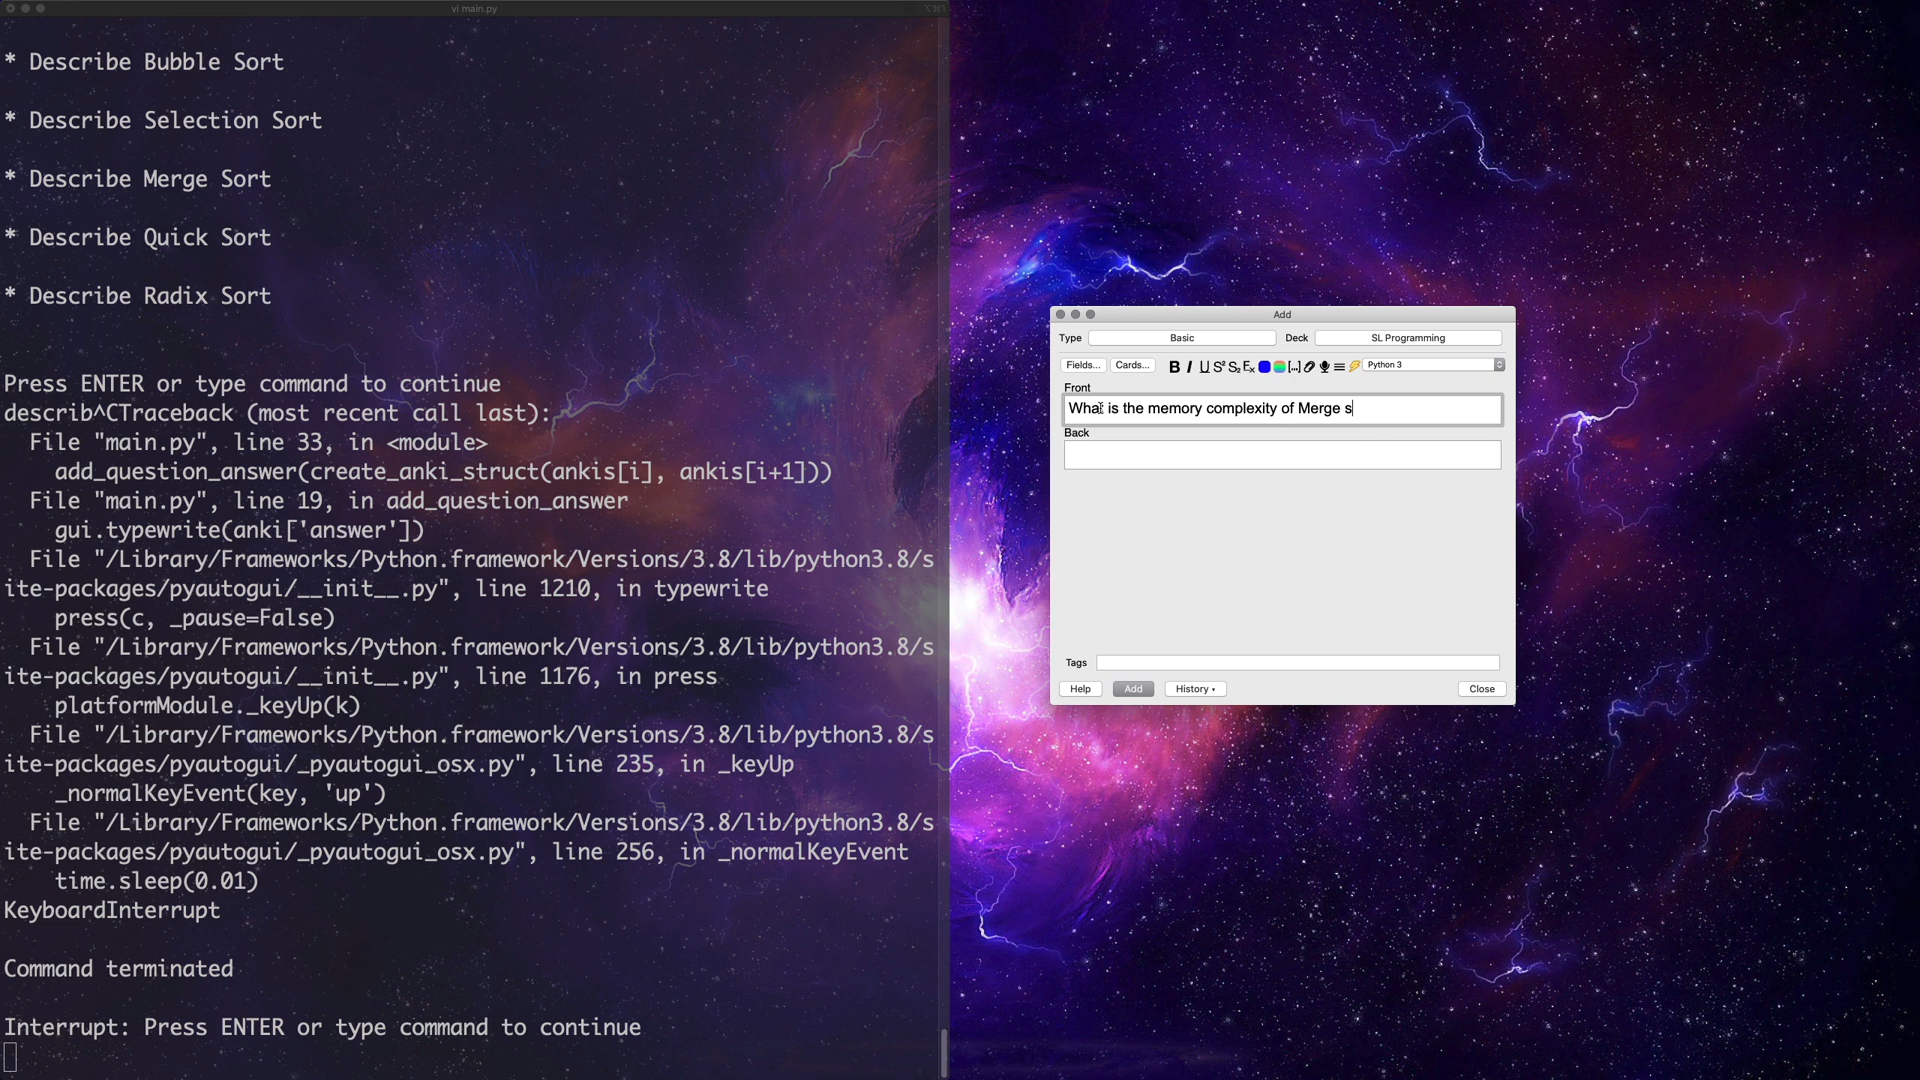 vi main.py
⌥⌘1
* Describe Bubble Sort
* Describe Selection Sort
* Describe Merge Sort
* Describe Quick Sort
* Describe Radix Sort
Press ENTER or type command to continue
describ^CTraceback (most recent call last):
  File "main.py", line 33, in <module>
    add_question_answer(create_anki_struct(ankis[i], ankis[i+1]))
  File "main.py", line 19, in add_question_answer
    gui.typewrite(anki['answer'])
  File "/Library/Frameworks/Python.framework/Versions/3.8/lib/python3.8/s
ite-packages/pyautogui/__init__.py", line 1210, in typewrite
    press(c, _pause=False)
  File "/Library/Frameworks/Python.framework/Versions/3.8/lib/python3.8/s
ite-packages/pyautogui/__init__.py", line 1176, in press
    platformModule._keyUp(k)
  File "/Library/Frameworks/Python.framework/Versions/3.8/lib/python3.8/s
ite-packages/pyautogui/_pyautogui_osx.py", line 235, in _keyUp
    _normalKeyEvent(key, 'up')
  File "/Library/Frameworks/Python.framework/Versions/3.8/lib/python3.8/s
ite-packages/pyautogui/_pyautogui_osx.py", line 256, in _normalKeyEvent
    time.sleep(0.01)
KeyboardInterrupt
Command terminated
Interrupt: Press ENTER or type command to continue
Add
Type Basic Deck SL Programming
Fields... Cards... B I U S² S₂ Ex [...] Python 3
Front
What is the memory complexity of Merge s
Back
Tags
Help Add History Close